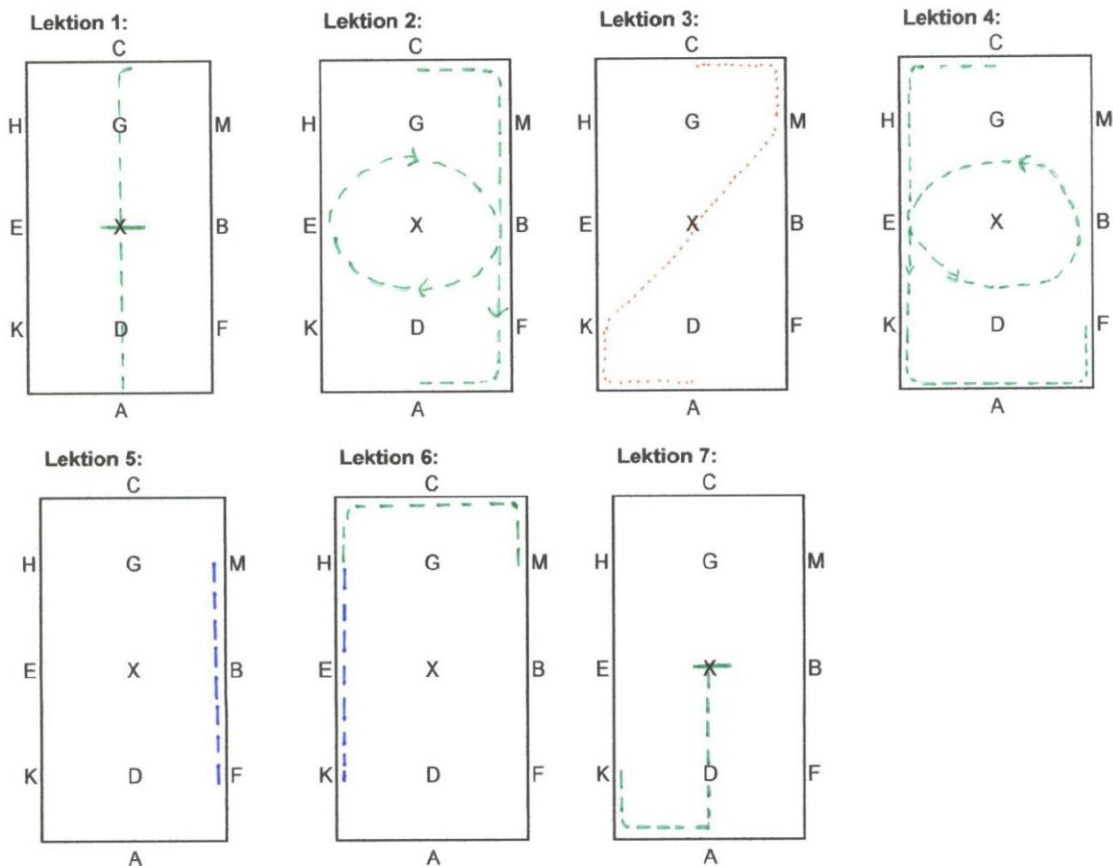 Lektion 1: Lektion 2: Lektion 3: Lektion 4:
C C C C
H G M H G M H G M H G M
E X B E X B E X B E X B
K D F K D F K D F K D F
A A A A
Lektion 5: Lektion 6: Lektion 7:
C C C
H G M H G M H G M
E X B E X B E X B
K D F K D F K D F
A A A